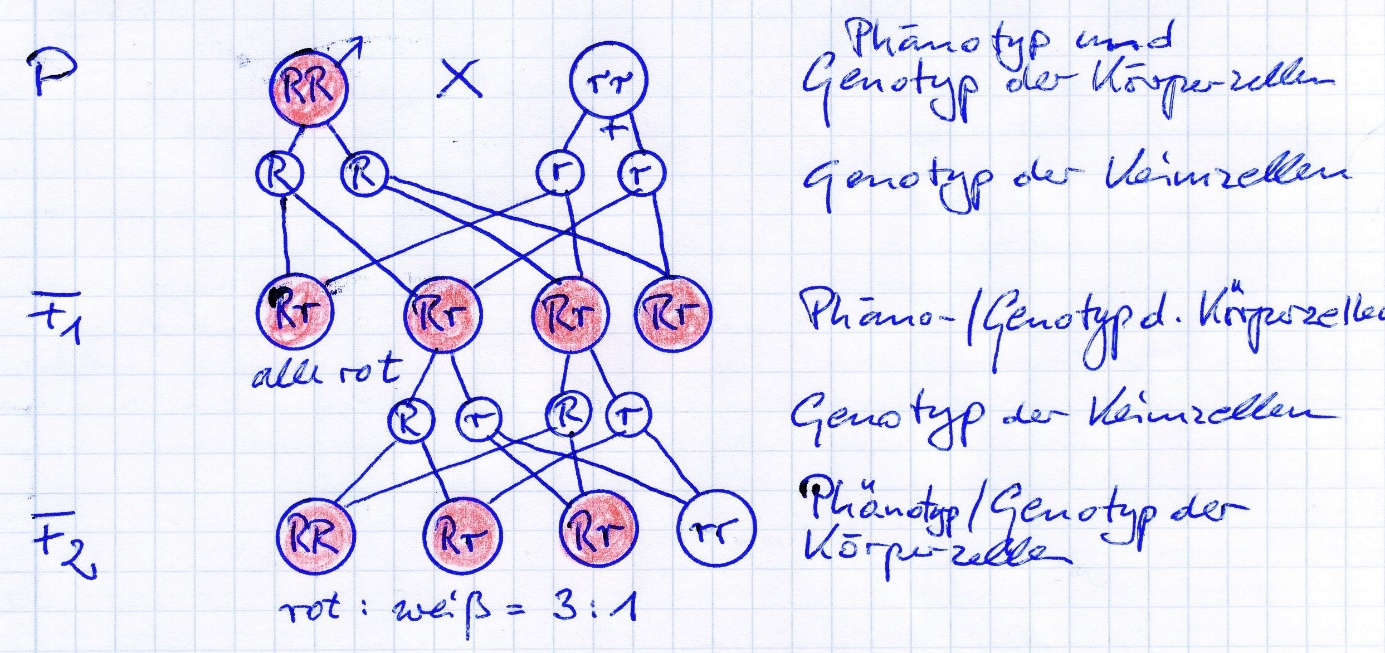 P RR X rr Phänotyp und
Genotyp der Körperzellen
R R r r Genotyp der Keimzellen
F1 Rr Rr Rr Rr Phäno-/Genotyp d. Körperzellen
alle rot
R r R r Genotyp der Keimzellen
F2 RR Rr Rr rr Phänotyp/Genotyp der
Körperzellen
rot : weiß = 3 : 1